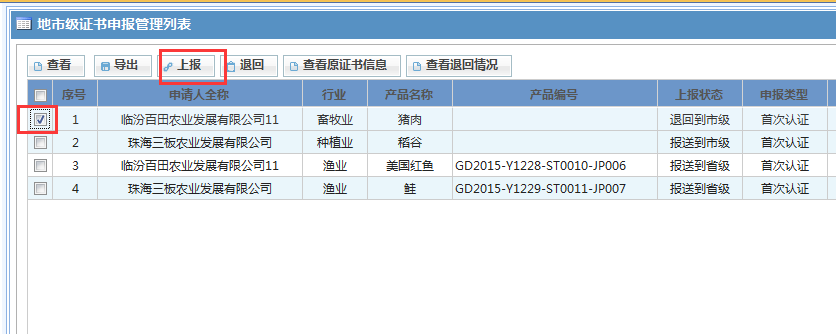 地市级证书申报管理列表
查看 导出 上报 退回 查看原证书信息 查看退回情况
序号 申请人全称 行业 产品名称 产品编号 上报状态 申报类型
1 临汾百田农业发展有限公司11 畜牧业 猪肉 退回到市级 首次认证
2 珠海三板农业发展有限公司 种植业 稻谷 报送到省级 首次认证
3 临汾百田农业发展有限公司11 渔业 美国红鱼 GD2015-Y1228-ST0010-JP006 报送到省级 首次认证
4 珠海三板农业发展有限公司 渔业 鲑 GD2015-Y1229-ST0011-JP007 报送到省级 首次认证